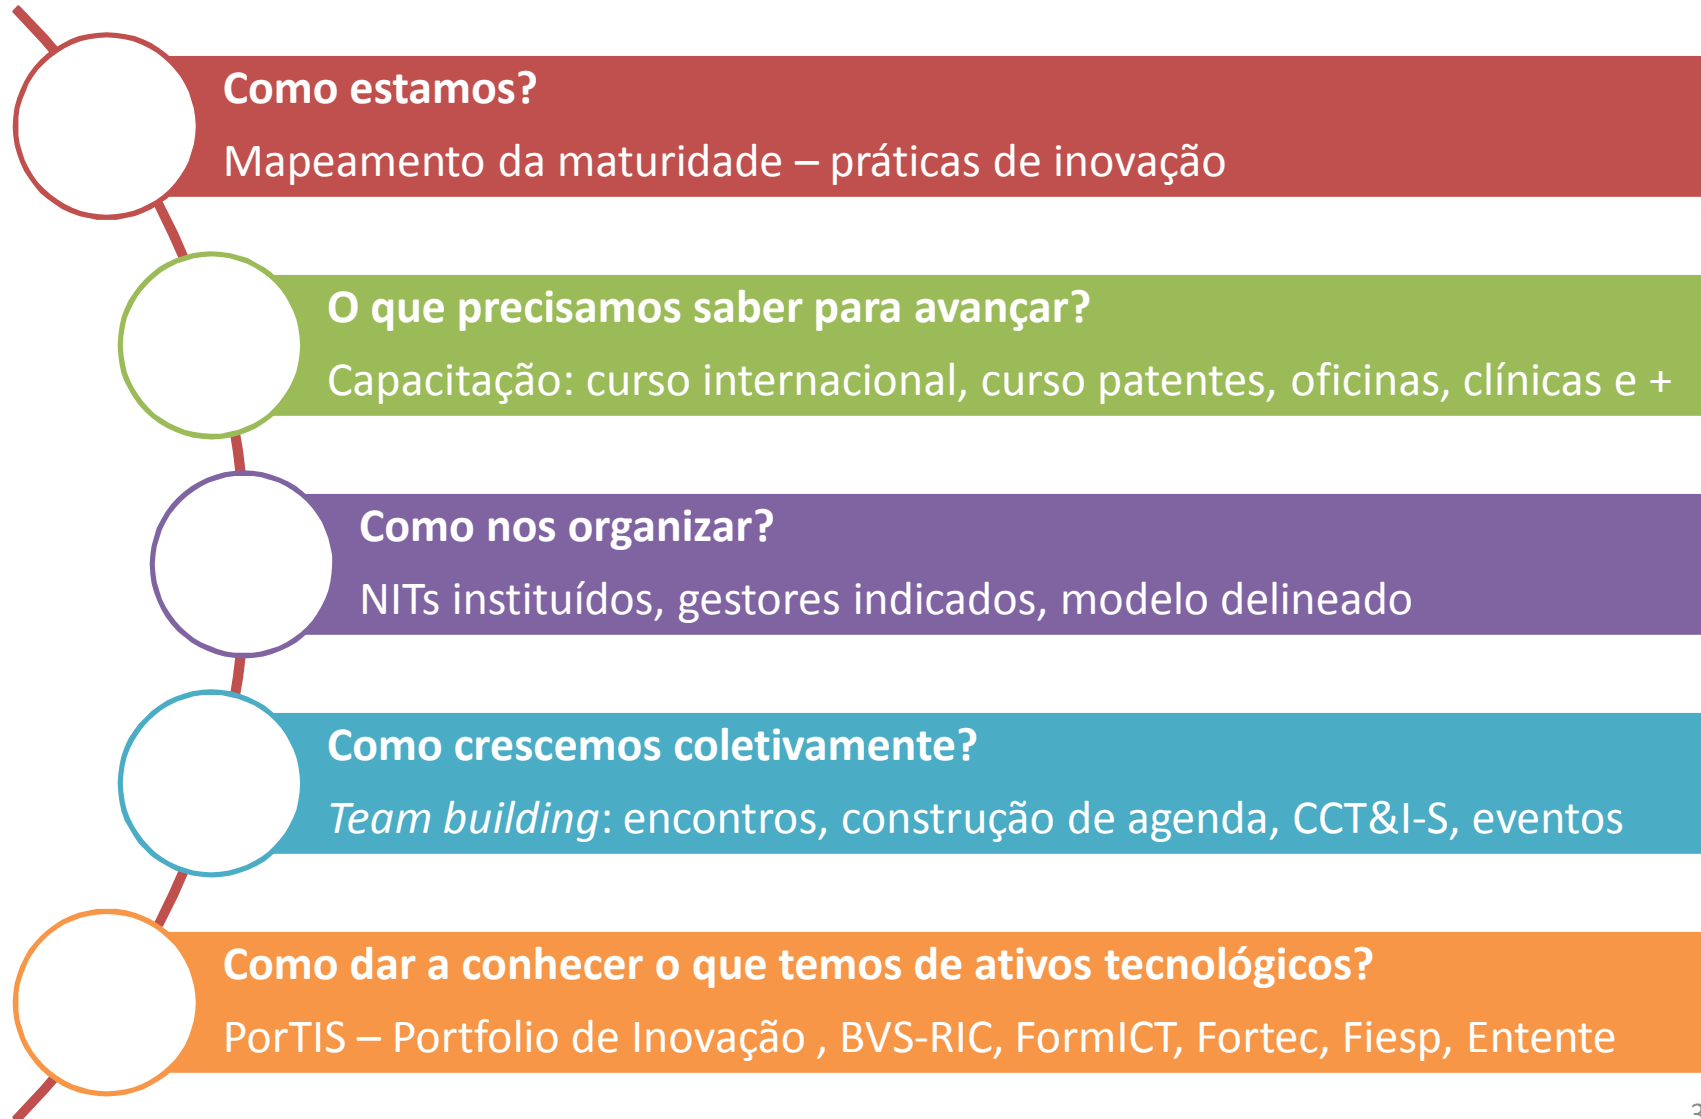 Como estamos?
Mapeamento da maturidade – práticas de inovação
O que precisamos saber para avançar?
Capacitação: curso internacional, curso patentes, oficinas, clínicas e +
Como nos organizar?
NITs instituídos, gestores indicados, modelo delineado
Como crescemos coletivamente?
Team building: encontros, construção de agenda, CCT&I-S, eventos
Como dar a conhecer o que temos de ativos tecnológicos?
PorTIS – Portfolio de Inovação , BVS-RIC, FormICT, Fortec, Fiesp, Entente